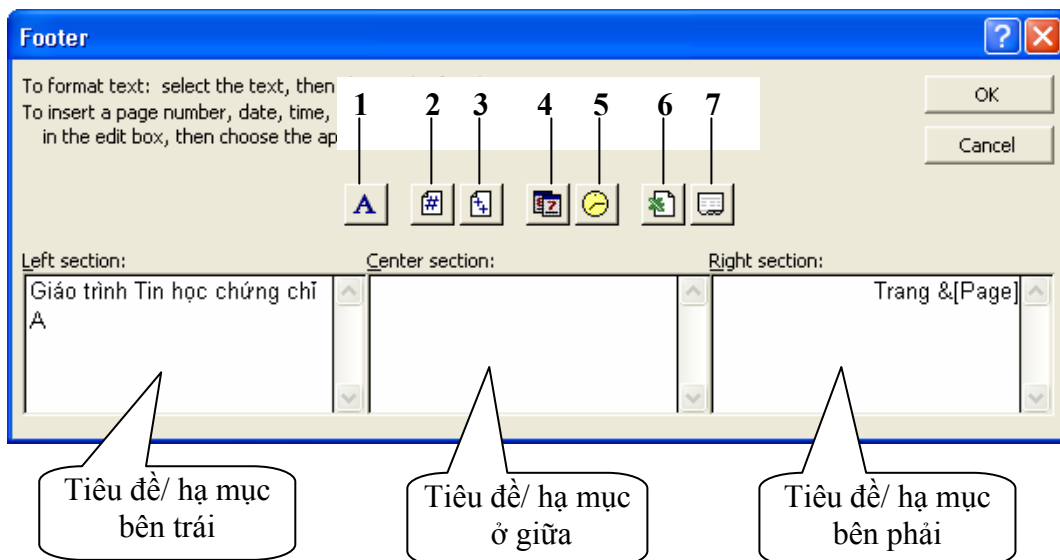 Footer
To format text: select the text, then
To insert a page number, date, time,
in the edit box, then choose the ap
OK
Cancel
1 2 3 4 5 6 7
A
Left section: Center section: Right section:
Giáo trình Tin học chứng chỉ
A
Trang &[Page]
Tiêu đề/ hạ mục
bên trái
Tiêu đề/ hạ mục
ở giữa
Tiêu đề/ hạ mục
bên phải